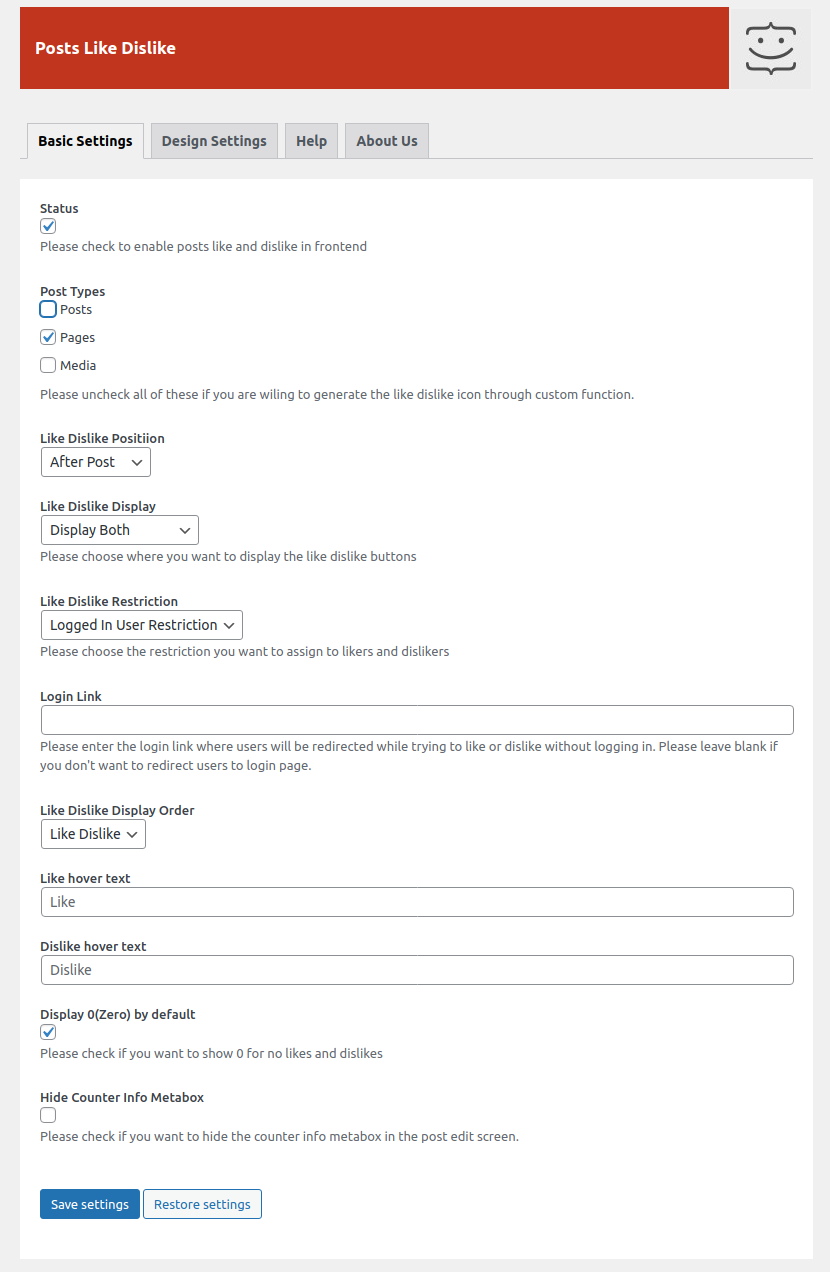 Posts Like Dislike
Basic Settings
Design Settings
Help
About Us
Status
Please check to enable posts like and dislike in frontend
Post Types
Posts
Pages
Media
Please uncheck all of these if you are wiling to generate the like dislike icon through custom function.
Like Dislike Positiion
After Post
Like Dislike Display
Display Both
Please choose where you want to display the like dislike buttons
Like Dislike Restriction
Logged In User Restriction
Please choose the restriction you want to assign to likers and dislikers
Login Link
Please enter the login link where users will be redirected while trying to like or dislike without logging in. Please leave blank if
you don't want to redirect users to login page.
Like Dislike Display Order
Like Dislike
Like hover text
Like
Dislike hover text
Dislike
Display 0(Zero) by default
Please check if you want to show 0 for no likes and dislikes
Hide Counter Info Metabox
Please check if you want to hide the counter info metabox in the post edit screen.
Save settings
Restore settings